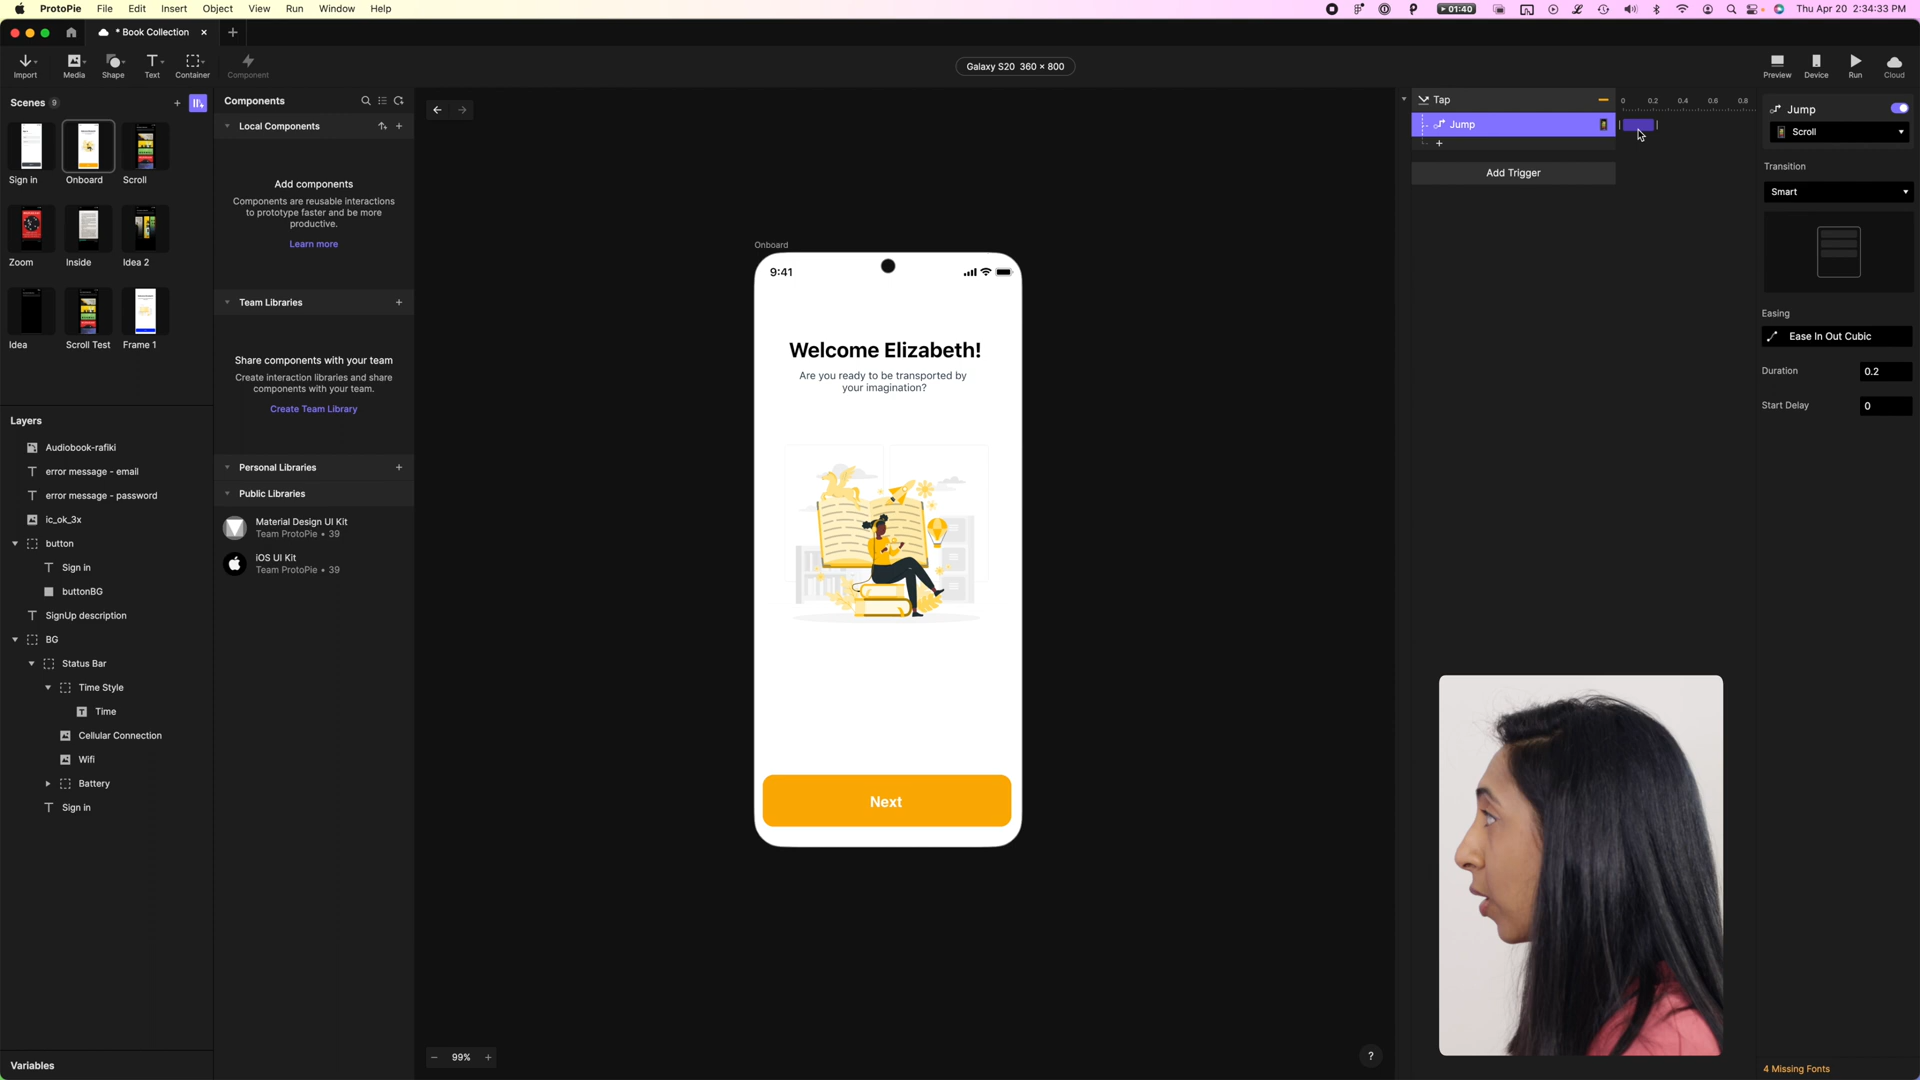 ProtoPie File Edit Insert Object View Run Window Help
01:40
Thu Apr 20 2:34:33 PM
* Book Collection
Import
Media
Shape
Text
Container
Component
Galaxy S20 360 × 800
Preview
Device
Run
Cloud
Scenes 9
Sign in
Onboard
Scroll
Zoom
Inside
Idea 2
Idea
Scroll Test
Frame 1
Layers
Audiobook-rafiki
error message - email
error message - password
ic_ok_3x
button
Sign in
buttonBG
SignUp description
BG
Status Bar
Time Style
Time
Cellular Connection
Wifi
Battery
Sign in
Variables
Components
Local Components
Add components
Components are reusable interactions
to prototype faster and be more
productive.
Learn more
Team Libraries
Share components with your team
Create interaction libraries and share
components with your team.
Create Team Library
Personal Libraries
Public Libraries
Material Design UI Kit
Team ProtoPie • 39
iOS UI Kit
Team ProtoPie • 39
Onboard
9:41
Welcome Elizabeth!
Are you ready to be transported by
your imagination?
Next
99%
?
Tap
Jump
Add Trigger
0 0.2 0.4 0.6 0.8
Jump
Scroll
Transition
Smart
Easing
Ease In Out Cubic
Duration 0.2
Start Delay 0
4 Missing Fonts